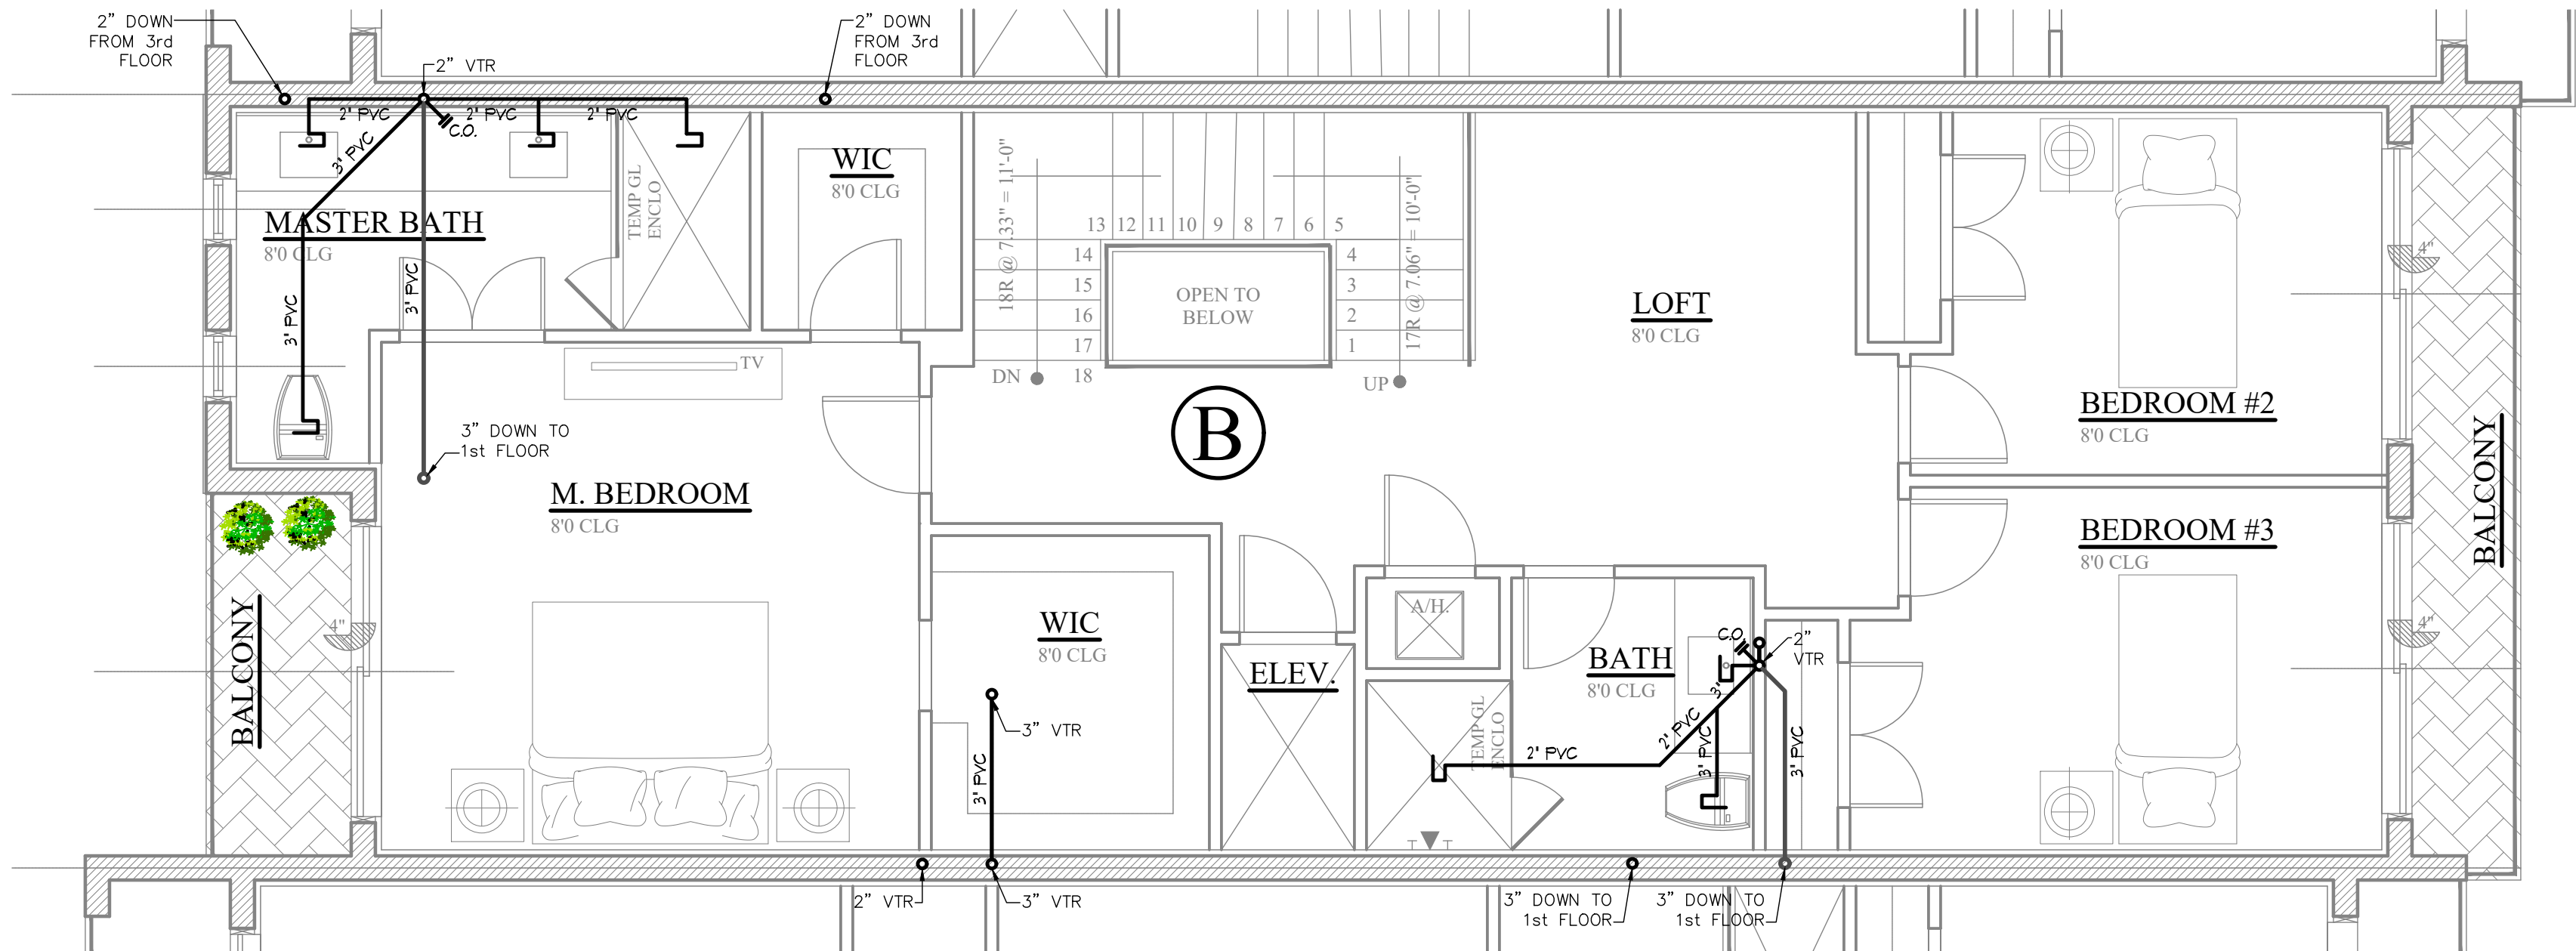 2” DOWN
FROM 3rd
FLOOR
2” VTR
2” DOWN
FROM 3rd
FLOOR
2' PVC
2' PVC
2' PVC
C.O.
3' PVC
MASTER BATH
8'0 CLG
3' PVC
3' PVC
TEMP GL
ENCLO
WIC
8'0 CLG
TV
3” DOWN TO
1st FLOOR
M. BEDROOM
8'0 CLG
BALCONY
4"
18R @ 7.33" = 11'-0"
13
12
11
10
9
8
7
6
5
14
15
16
17
18
4
3
2
1
17R @ 7.06" = 10'-0"
OPEN TO
BELOW
DN
UP
B
LOFT
8'0 CLG
BEDROOM #2
8'0 CLG
4"
BALCONY
BEDROOM #3
8'0 CLG
4"
WIC
8'0 CLG
3” VTR
3' PVC
ELEV.
A/H.
BATH
8'0 CLG
C.O.
2”
VTR
3'
2' PVC
3' PVC
3' PVC
TEMP GL
ENCLO
2' PVC
T
T
2” VTR
3” VTR
3” DOWN TO
1st FLOOR
3” DOWN TO
1st FLOOR